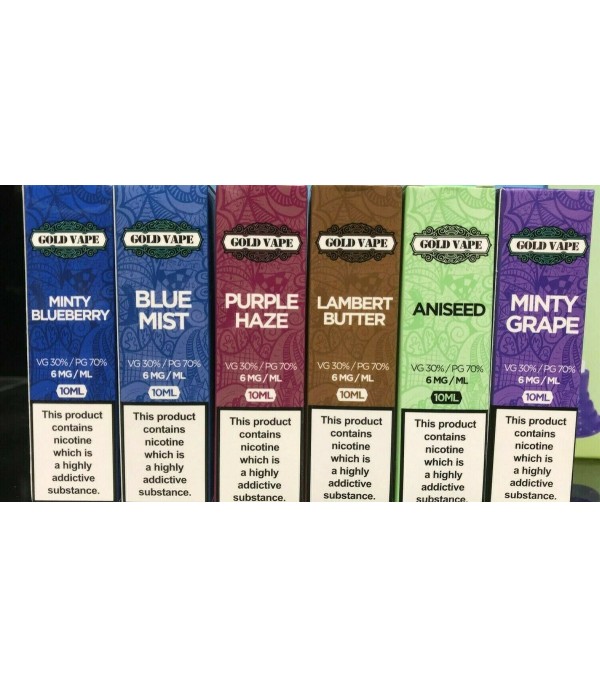 GOLD VAPE
MINTY
BLUEBERRY
VG 30% / PG 70%
6 MG / ML
10ML
This product
contains
nicotine
which is
a highly
addictive
substance.
GOLD VAPE
BLUE
MIST
VG 30% / PG 70%
6 MG / ML
10ML
This product
contains
nicotine
which is
a highly
addictive
substance.
GOLD VAPE
PURPLE
HAZE
VG 30% / PG 70%
6 MG / ML
10ML
This product
contains
nicotine
which is
a highly
addictive
substance.
GOLD VAPE
LAMBERT
BUTTER
VG 30% / PG 70%
6 MG / ML
10ML
This product
contains
nicotine
which is
a highly
addictive
substance.
GOLD VAPE
ANISEED
VG 30% / PG 70%
6 MG / ML
10ML
This product
contains
nicotine
which is
a highly
addictive
substance.
GOLD VAPE
MINTY
GRAPE
VG 30% / PG 70%
6 MG / ML
10ML
This product
contains
nicotine
which is
a highly
addictive
substance.